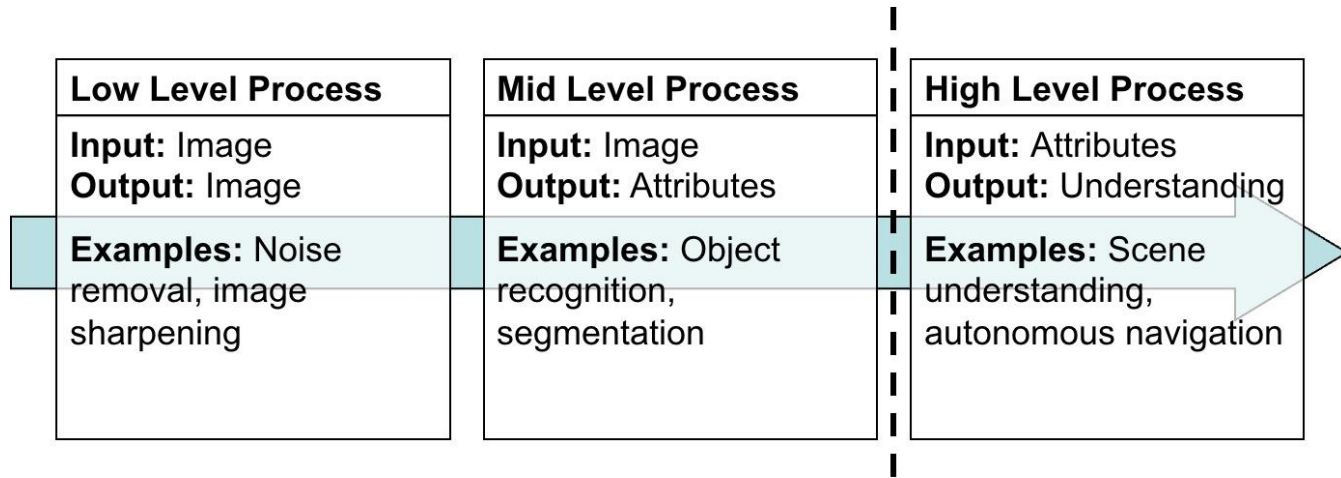 Low Level Process
Input: Image
Output: Image
Examples: Noise
removal, image
sharpening
Mid Level Process
Input: Image
Output: Attributes
Examples: Object
recognition,
segmentation
High Level Process
Input: Attributes
Output: Understanding
Examples: Scene
understanding,
autonomous navigation